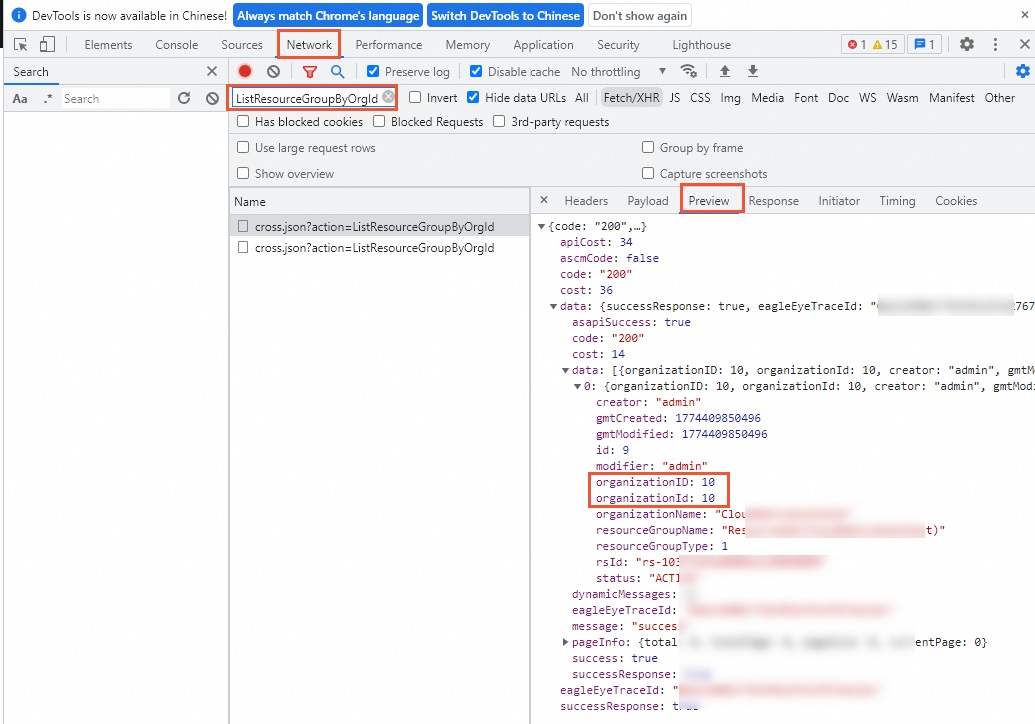 DevTools is now available in Chinese! Always match Chrome's language Switch DevTools to Chinese Don't show again
Elements Console Sources Network Performance Memory Application Security Lighthouse 1 15 1
Search Preserve log Disable cache No throttling
Aa .* Search ListResourceGroupByOrgId Invert Hide data URLs All Fetch/XHR JS CSS Img Media Font Doc WS Wasm Manifest Other
Has blocked cookies Blocked Requests 3rd-party requests
Use large request rows Group by frame
Show overview Capture screenshots
Name Headers Payload Preview Response Initiator Timing Cookies
cross.json?action=ListResourceGroupByOrgId
cross.json?action=ListResourceGroupByOrgId
{code: "200",…}
apiCost: 34
ascmCode: false
code: "200"
cost: 36
data: {successResponse: true, eagleEyeTraceId: "
asapiSuccess: true
code: "200"
cost: 14
data: [{organizationID: 10, organizationId: 10, creator: "admin",
0: {organizationID: 10, organizationId: 10, creator: "admin",
creator: "admin"
gmtCreated: 1774409850496
gmtModified: 1774409850496
id: 9
modifier: "admin"
organizationID: 10
organizationId: 10
organizationName:
resourceGroupName:
resourceGroupType: 1
rsId:
status:
dynamicMessages:
eagleEyeTraceId:
message:
pageInfo: {total
success: true
successResponse:
eagleEyeTraceId:
successResponse: